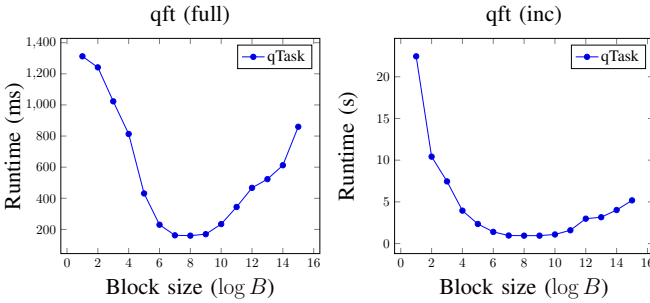 qft (full)
1,400
1,200
1,000
800
600
400
200
0 2 4 6 8 10 12 14 16
Runtime (ms)
Block size (log B)
qTask
qft (inc)
20
15
10
5
0
0 2 4 6 8 10 12 14 16
Runtime (s)
Block size (log B)
qTask